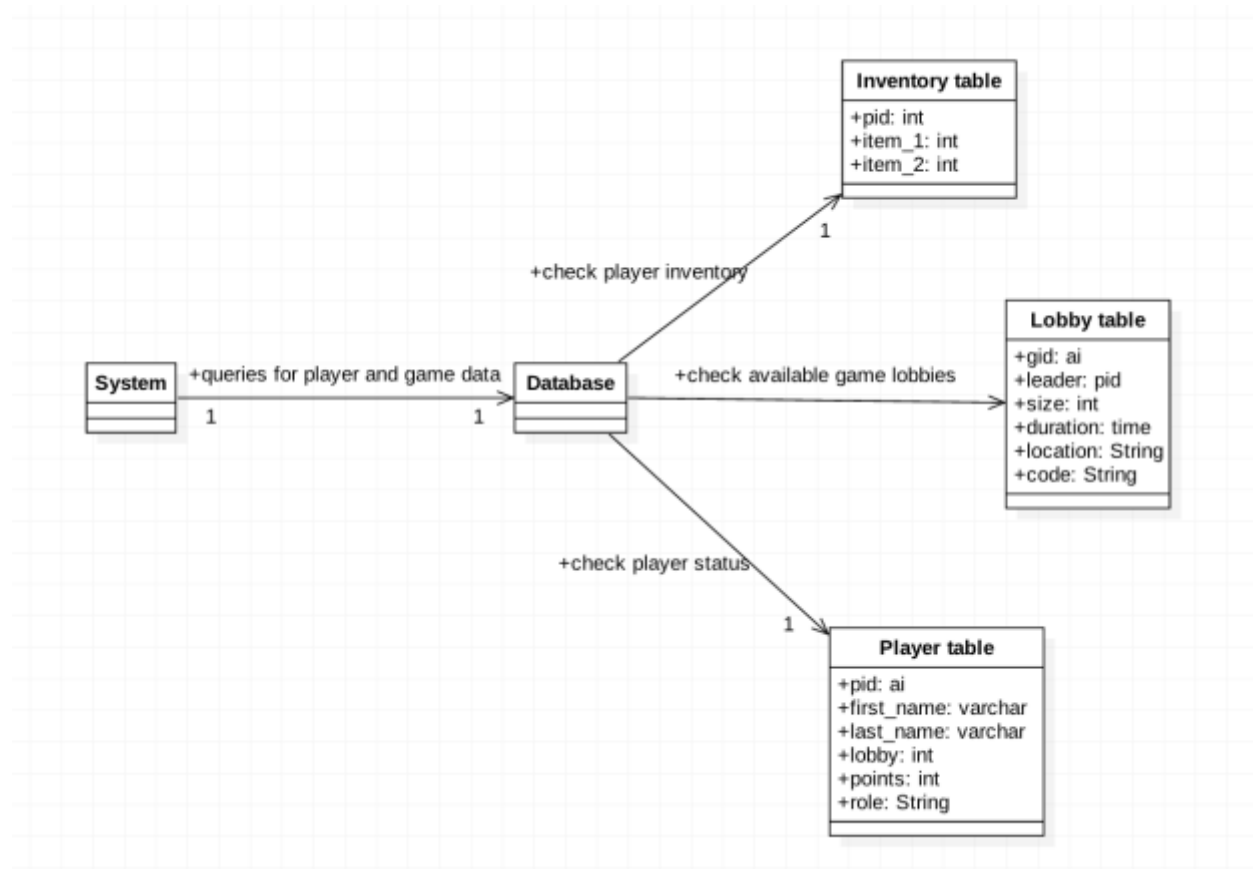 Inventory table
+pid: int
+item_1: int
+item_2: int
1
+check player inventory
Lobby table
+gid: ai
+leader: pid
+size: int
+duration: time
+location: String
+code: String
System
+queries for player and game data
1
1
Database
+check available game lobbies
+check player status
1
Player table
+pid: ai
+first_name: varchar
+last_name: varchar
+lobby: int
+points: int
+role: String